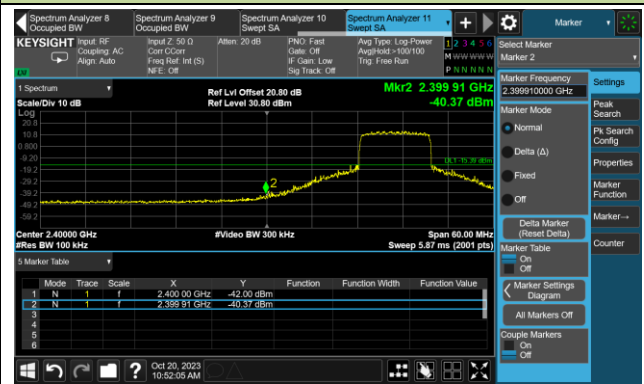 Spectrum Analyzer 8
Occupied BW
Spectrum Analyzer 9
Occupied BW
Spectrum Analyzer 10
Swept SA
Spectrum Analyzer 11
Swept SA
Marker
KEYSIGHT
Input: RF
Coupling: AC
Align: Auto
Input Z: 50 Ω
Corr CCorr
Freq Ref: Int (S)
NFE: Off
Atten: 20 dB
PNO: Fast
Gate: Off
IF Gain: Low
Sig Track: Off
Avg Type: Log-Power
Avg|Hold:>100/100
Trig: Free Run
1 2 3 4 5 6
M W W W W W
P N N N N N
Select Marker
Marker 2
1 Spectrum
Scale/Div 10 dB
Ref Lvl Offset 20.80 dB
Ref Level 30.80 dBm
Mkr2 2.399 91 GHz
-40.37 dBm
Log
20.8
10.8
0.800
-9.20
-19.2
-29.2
-39.2
-49.2
-59.2
DL1 -15.39 dBm
2
Center 2.40000 GHz
#Res BW 100 kHz
#Video BW 300 kHz
Span 60.00 MHz
Sweep 5.87 ms (2001 pts)
5 Marker Table
Mode Trace Scale X Y Function Function Width Function Value
1 N 1 f 2.400 00 GHz -42.00 dBm
2 N 1 f 2.399 91 GHz -40.37 dBm
3
4
5
6
Marker Frequency
2.399910000 GHz
Marker Mode
Normal
Delta (Δ)
Fixed
Off
Delta Marker
(Reset Delta)
Marker Table
On
Off
Marker Settings
Diagram
All Markers Off
Couple Markers
On
Off
Settings
Peak
Search
Pk Search
Config
Properties
Marker
Function
Marker→
Counter
Oct 20, 2023
10:52:05 AM